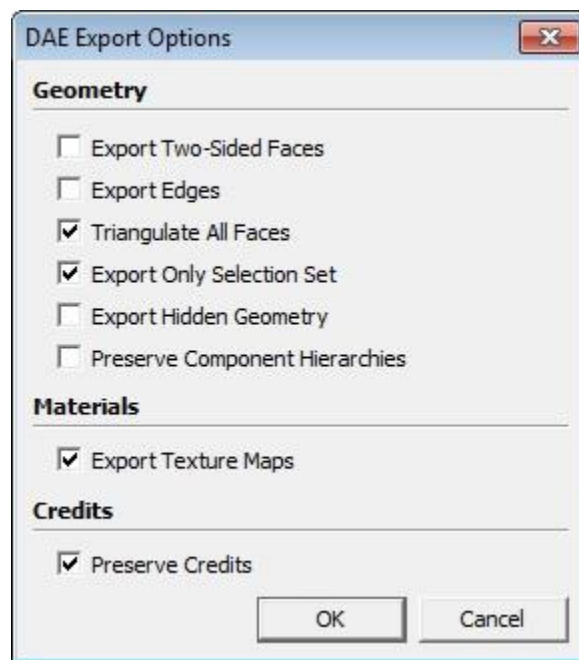 DAE Export Options
Geometry
Export Two-Sided Faces
Export Edges
Triangulate All Faces
Export Only Selection Set
Export Hidden Geometry
Preserve Component Hierarchies
Materials
Export Texture Maps
Credits
Preserve Credits
OK Cancel